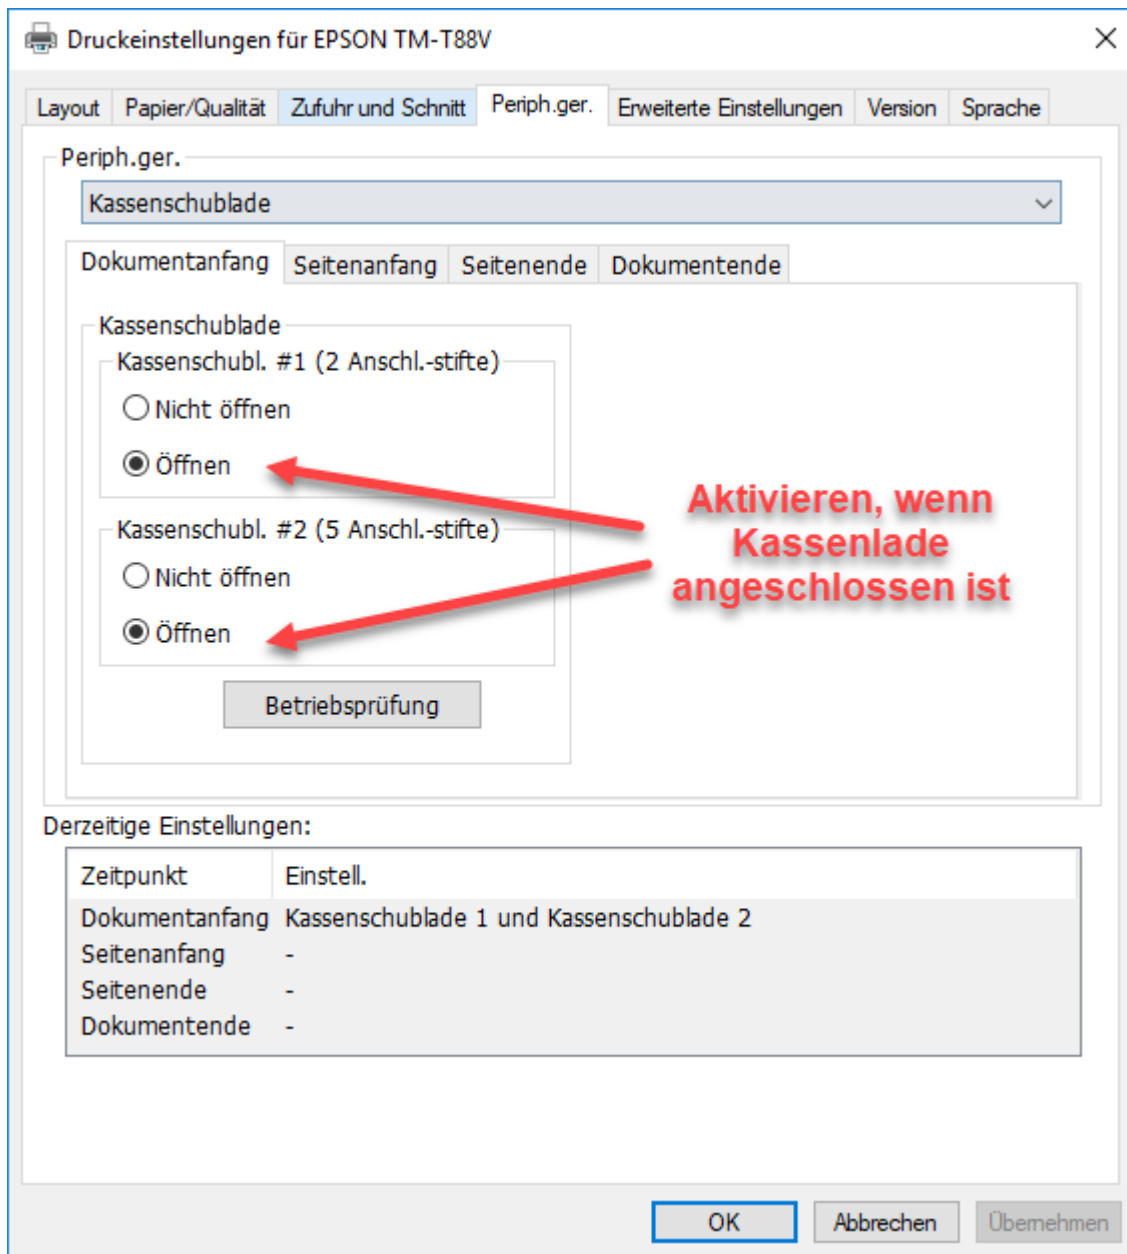 Druckeinstellungen für EPSON TM-T88V
Layout Papier/Qualität Zufuhr und Schnitt Periph.ger. Erweiterte Einstellungen Version Sprache
Periph.ger.
Kassenschublade
Dokumentanfang Seitenanfang Seitenende Dokumentende
Kassenschublade
Kassenschubl. #1 (2 Anschl.-stifte)
Nicht öffnen
Öffnen
Kassenschubl. #2 (5 Anschl.-stifte)
Nicht öffnen
Öffnen
Betriebsprüfung
Aktivieren, wenn
Kassenlade
angeschlossen ist
Derzeitige Einstellungen:
Zeitpunkt Einstell.
Dokumentanfang Kassenschublade 1 und Kassenschublade 2
Seitenanfang -
Seitenende -
Dokumentende -
OK Abbrechen Übernehmen